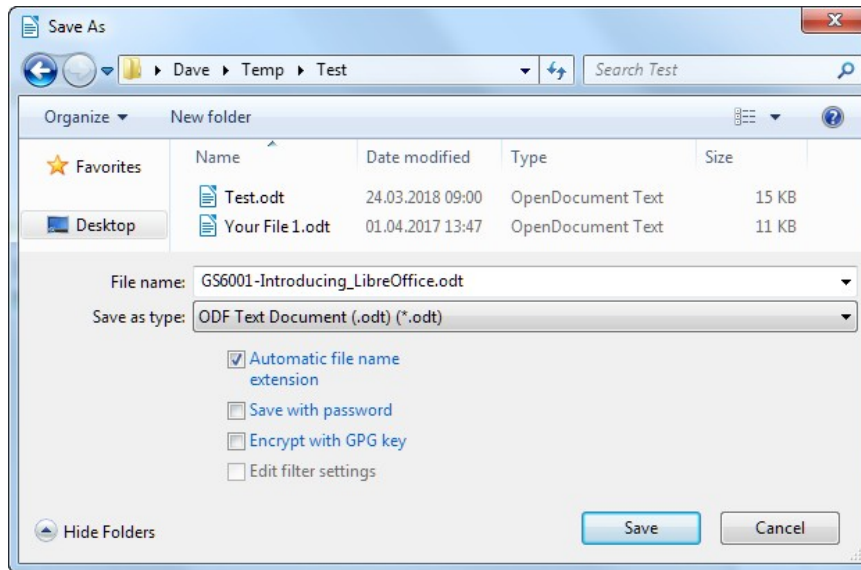 Save As
Dave Temp Test
Search Test
Organize New folder
Name Date modified Type Size
Favorites
Test.odt 24.03.2018 09:00 OpenDocument Text 15 KB
Desktop
Your File 1.odt 01.04.2017 13:47 OpenDocument Text 11 KB
File name: GS6001-Introducing_LibreOffice.odt
Save as type: ODF Text Document (.odt) (*.odt)
Automatic file name
extension
Save with password
Encrypt with GPG key
Edit filter settings
Hide Folders Save Cancel